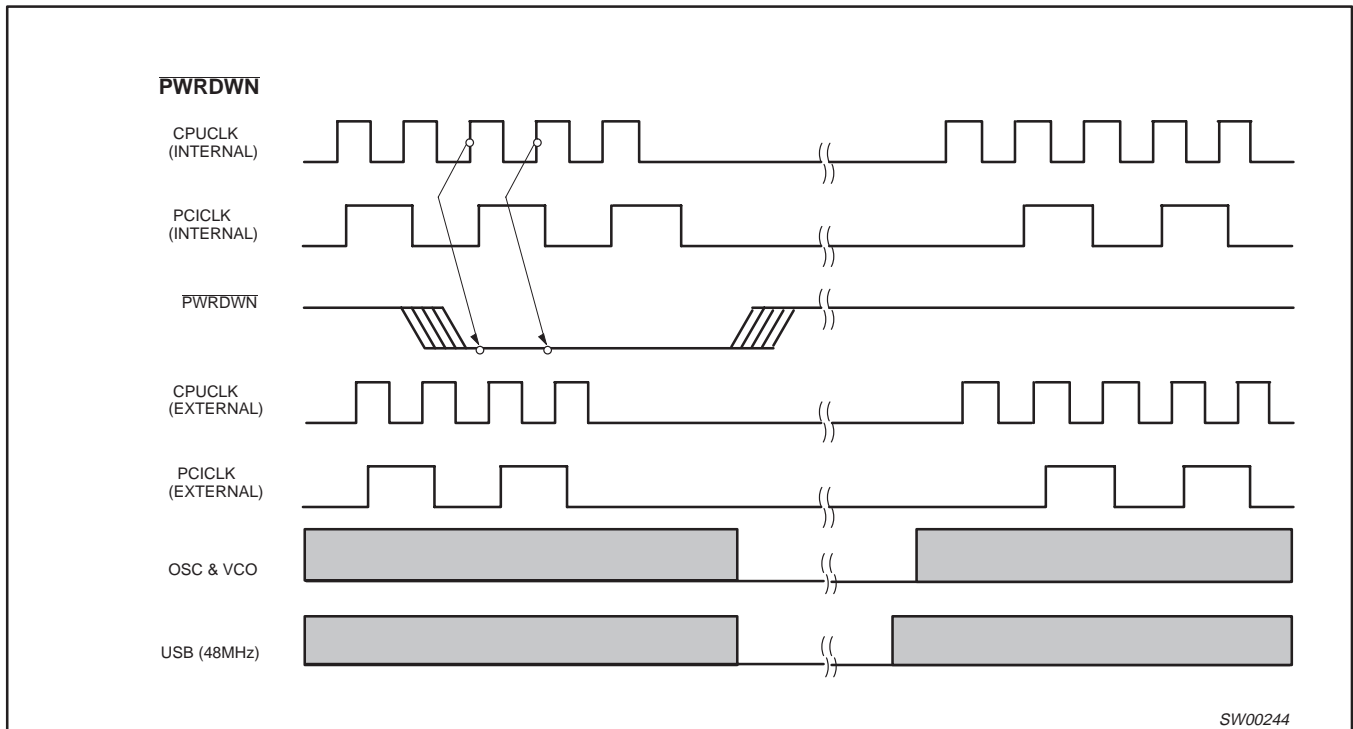 PWRDWN
CPUCLK
(INTERNAL)
PCICLK
(INTERNAL)
PWRDWN
CPUCLK
(EXTERNAL)
PCICLK
(EXTERNAL)
OSC & VCO
USB (48MHz)
SW00244